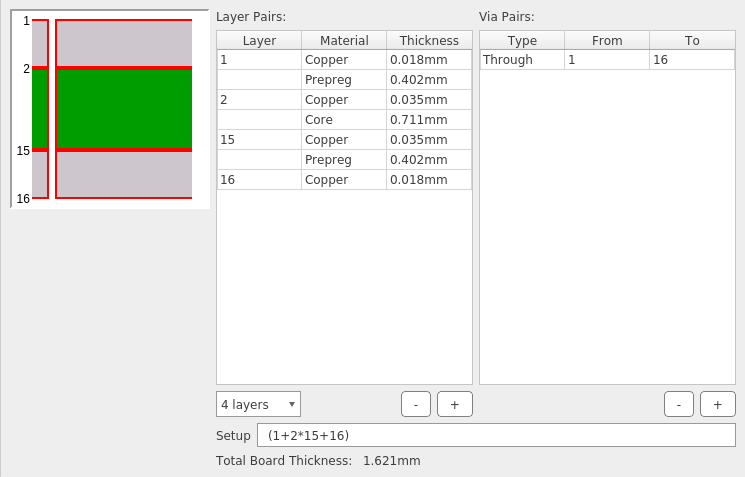 1
2
15
16
Layer Pairs:
Layer Material Thickness
1 Copper 0.018mm
Prepreg 0.402mm
2 Copper 0.035mm
Core 0.711mm
15 Copper 0.035mm
Prepreg 0.402mm
16 Copper 0.018mm
4 layers - +
Via Pairs:
Type From To
Through 1 16
- +
Setup (1+2*15+16)
Total Board Thickness: 1.621mm